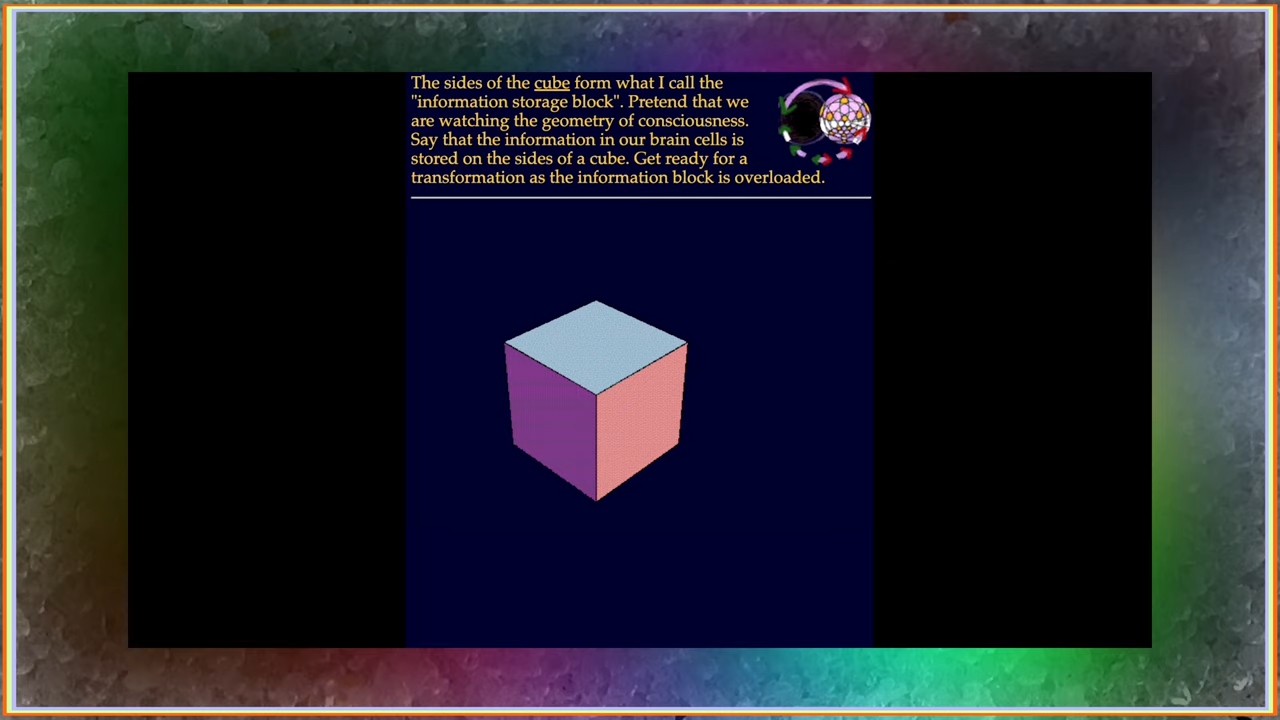 The sides of the cube form what I call the
"information storage block". Pretend that we
are watching the geometry of consciousness.
Say that the information in our brain cells is
stored on the sides of a cube. Get ready for a
transformation as the information block is overloaded.